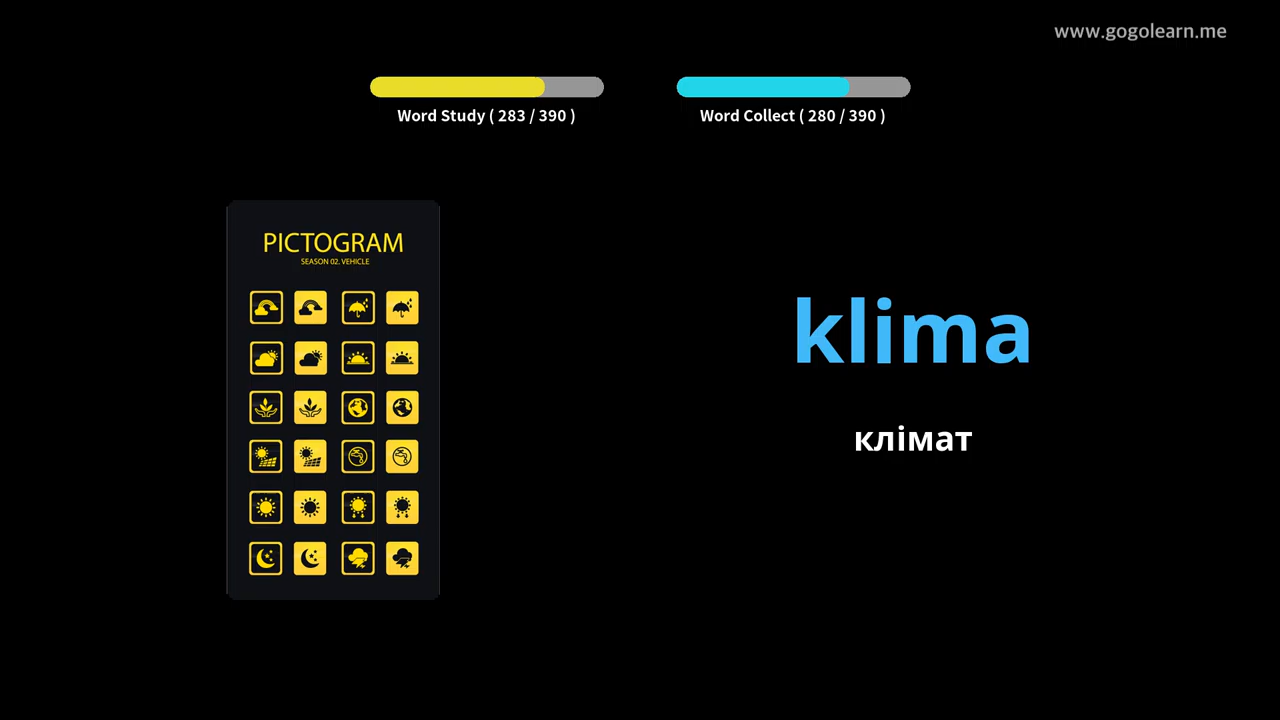 www.gogolearn.me
Word Study ( 283 / 390 )
Word Collect ( 280 / 390 )
PICTOGRAM
SEASON 02. VEHICLE
klima
клімат